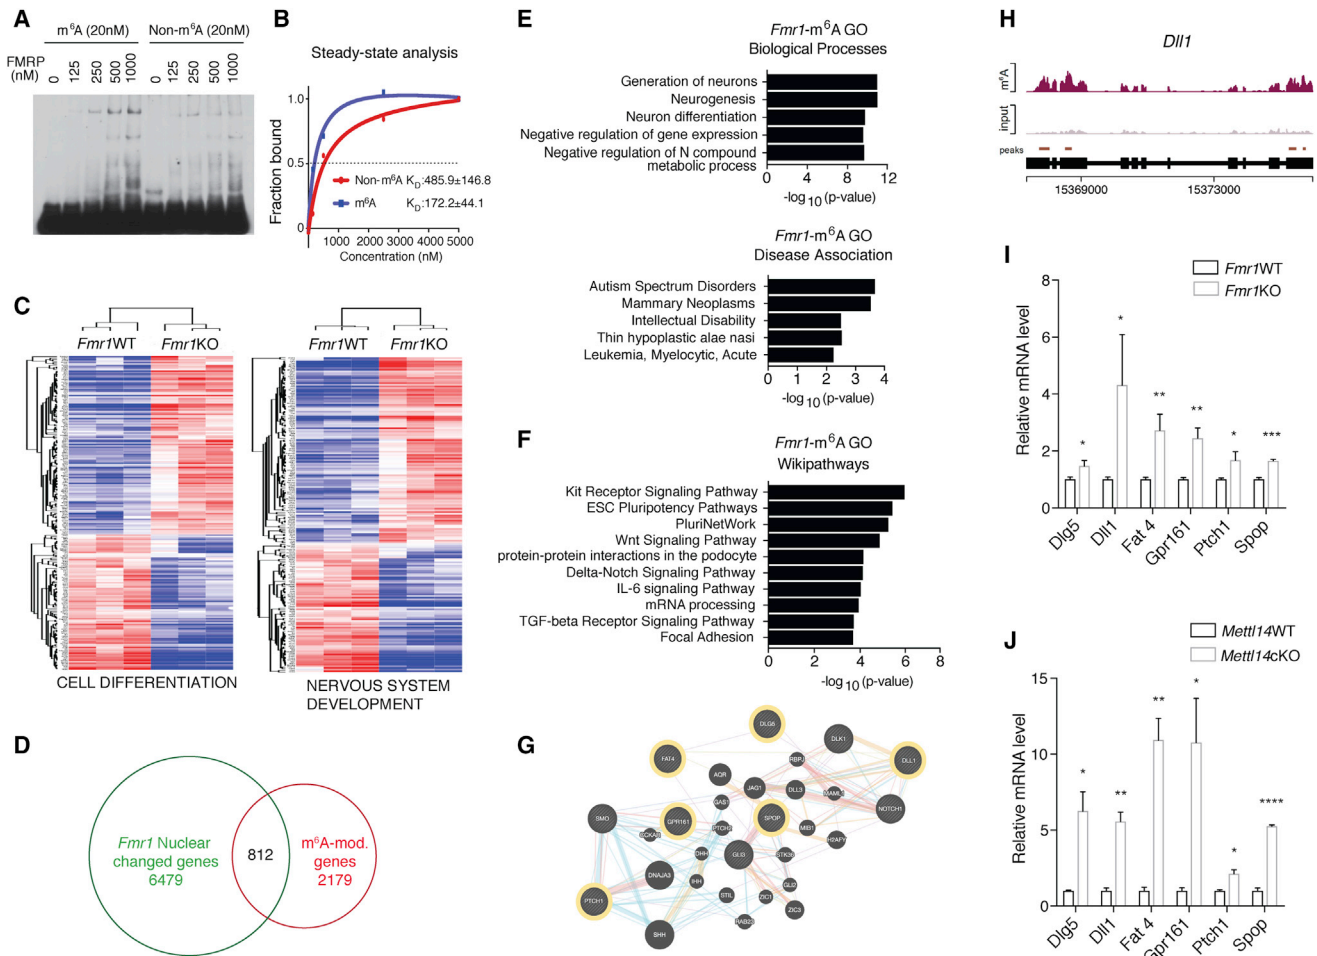 A
m⁶A (20nM) Non-m⁶A (20nM)
FMRP
(nM)
0 125 250 500 1000 0 125 250 500 1000
B
Steady-state analysis
Fraction bound
1.0
0.5
0
Non-m⁶A K_D:485.9±146.8
m⁶A K_D:172.2±44.1
1000 2000 3000 4000 5000
Concentration (nM)
C
Fmr1WT Fmr1KO
CELL DIFFERENTIATION
Fmr1WT Fmr1KO
NERVOUS SYSTEM
DEVELOPMENT
D
Fmr1 Nuclear
changed genes
6479
812
m⁶A-mod.
genes
2179
E
Fmr1-m⁶A GO
Biological Processes
Generation of neurons
Neurogenesis
Neuron differentiation
Negative regulation of gene expression
Negative regulation of N compound
metabolic process
0 4 8 12
-log₁₀(p-value)
Fmr1-m⁶A GO
Disease Association
Autism Spectrum Disorders
Mammary Neoplasms
Intellectual Disability
Thin hypoplastic alae nasi
Leukemia, Myelocytic, Acute
0 1 2 3 4
-log₁₀(p-value)
F
Fmr1-m⁶A GO
Wikipathways
Kit Receptor Signaling Pathway
ESC Pluripotency Pathways
PluriNetWork
Wnt Signaling Pathway
protein-protein interactions in the podocyte
Delta-Notch Signaling Pathway
IL-6 signaling Pathway
mRNA processing
TGF-beta Receptor Signaling Pathway
Focal Adhesion
0 2 4 6 8
-log₁₀(p-value)
G
DLG5
DLK1
FAT4
RBPJ
DLL1
AQR
JAG1
DLL3
MAML1
GAS1
NOTCH1
SMO
GPR161
PTCH2
SPOP
MIB1
CCKAR
H2AFY
DHH
GLI3
STK36
DNAJA3
IHH
GLI2
PTCH1
STIL
ZIC1
ZIC3
RAB23
SHH
H
Dll1
m⁶A
input
peaks
15369000 15373000
I
Fmr1WT
Fmr1KO
Relative mRNA level
8
6
4
2
0
* * ** ** * ***
Dlg5 Dll1 Fat 4 Gpr161 Ptch1 Spop
J
Mettl14WT
Mettl14cKO
Relative mRNA level
15
10
5
0
* ** ** * * ****
Dlg5 Dll1 Fat 4 Gpr161 Ptch1 Spop